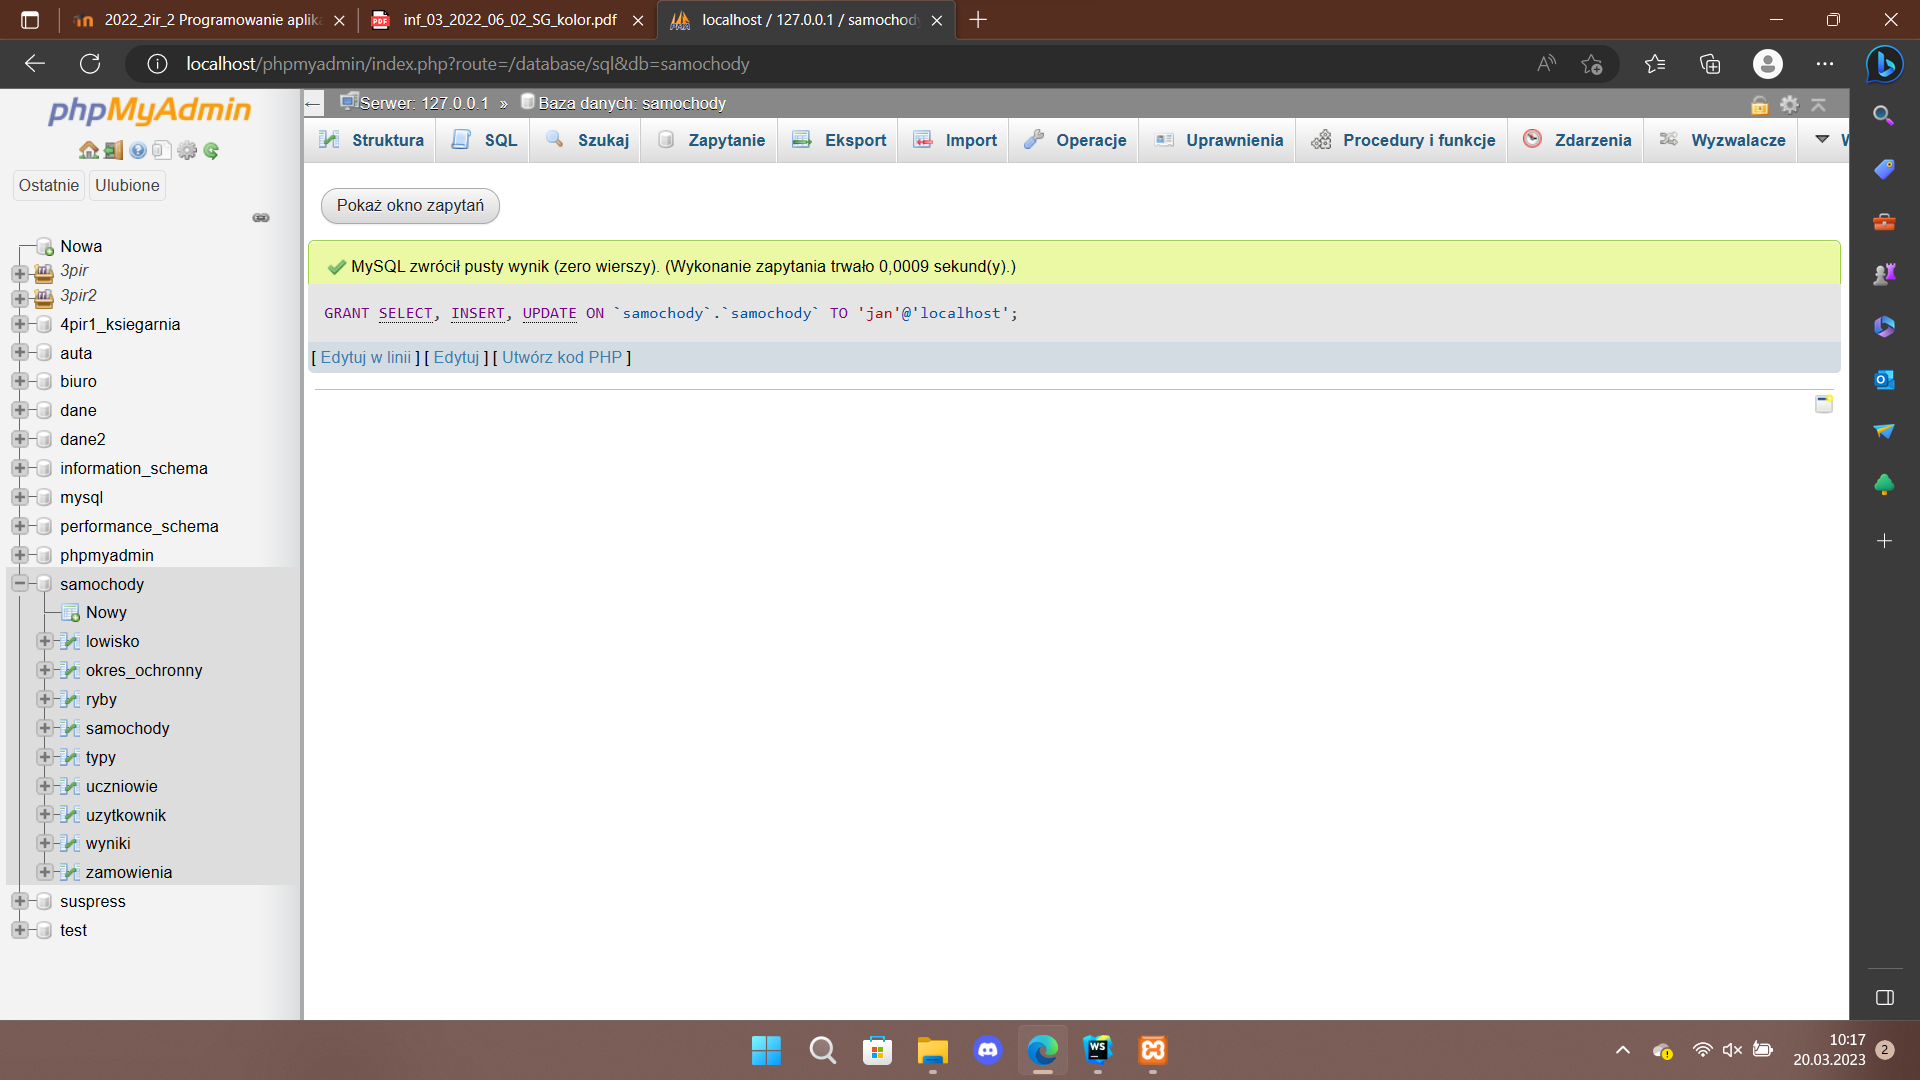 2022_2ir_2 Programowanie aplika
inf_03_2022_06_02_SG_kolor.pdf
localhost / 127.0.0.1 / samochody
localhost/phpmyadmin/index.php?route=/database/sql&db=samochody
phpMyAdmin
Ostatnie
Ulubione
Nowa
3pir
3pir2
4pir1_ksiegarnia
auta
biuro
dane
dane2
information_schema
mysql
performance_schema
phpmyadmin
samochody
Nowy
lowisko
okres_ochronny
ryby
samochody
typy
uczniowie
uzytkownik
wyniki
zamowienia
suspress
test
Serwer: 127.0.0.1 » Baza danych: samochody
Struktura SQL Szukaj Zapytanie Eksport Import Operacje Uprawnienia Procedury i funkcje Zdarzenia Wyzwalacze W
Pokaż okno zapytań
MySQL zwrócił pusty wynik (zero wierszy). (Wykonanie zapytania trwało 0,0009 sekund(y).)
GRANT SELECT, INSERT, UPDATE ON `samochody`.`samochody` TO 'jan'@'localhost';
[ Edytuj w linii ] [ Edytuj ] [ Utwórz kod PHP ]
10:17
20.03.2023
2